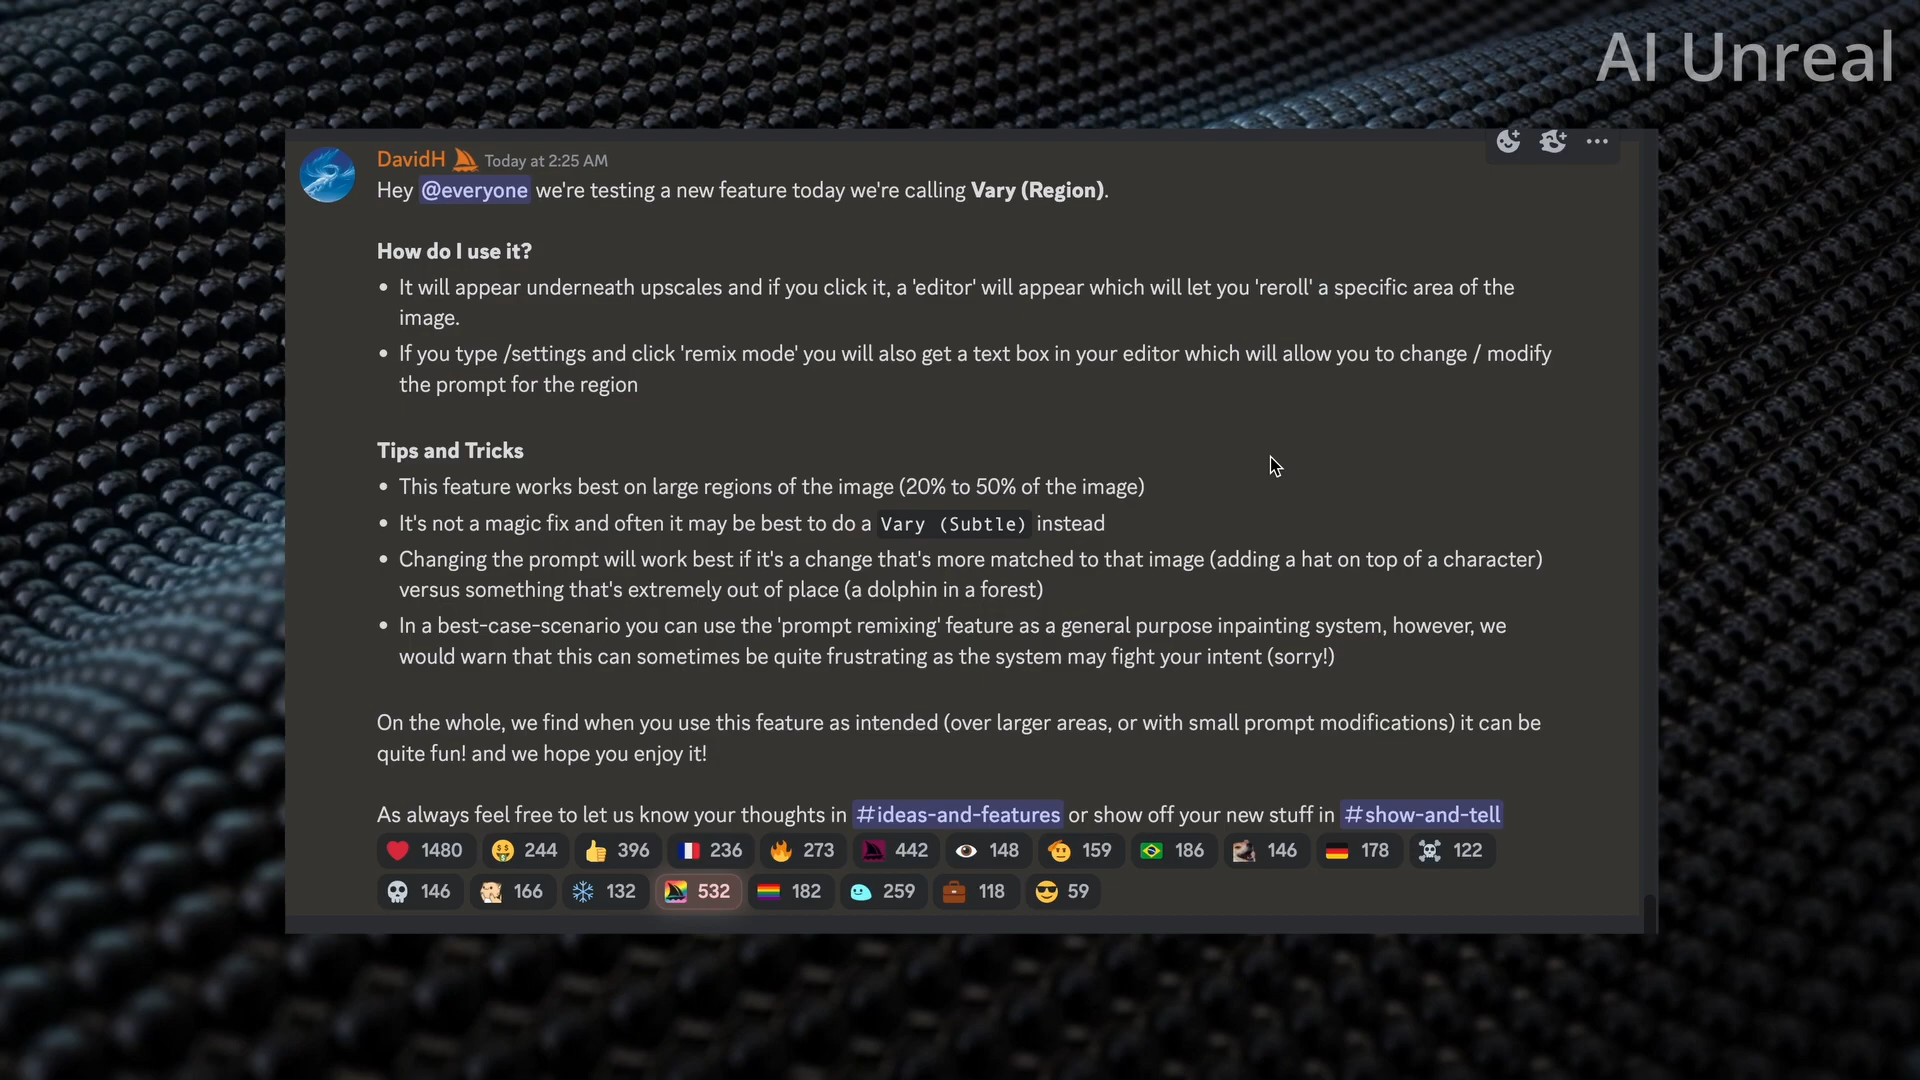 AI Unreal
DavidH Today at 2:25 AM
Hey @everyone we're testing a new feature today we're calling Vary (Region).
How do I use it?
• It will appear underneath upscales and if you click it, a 'editor' will appear which will let you 'reroll' a specific area of the
image.
• If you type /settings and click 'remix mode' you will also get a text box in your editor which will allow you to change / modify
the prompt for the region
Tips and Tricks
• This feature works best on large regions of the image (20% to 50% of the image)
• It's not a magic fix and often it may be best to do a Vary (Subtle) instead
• Changing the prompt will work best if it's a change that's more matched to that image (adding a hat on top of a character)
versus something that's extremely out of place (a dolphin in a forest)
• In a best-case-scenario you can use the 'prompt remixing' feature as a general purpose inpainting system, however, we
would warn that this can sometimes be quite frustrating as the system may fight your intent (sorry!)
On the whole, we find when you use this feature as intended (over larger areas, or with small prompt modifications) it can be
quite fun! and we hope you enjoy it!
As always feel free to let us know your thoughts in #ideas-and-features or show off your new stuff in #show-and-tell
1480 244 396 236 273 442 148 159 186 146 178 122
146 166 132 532 182 259 118 59